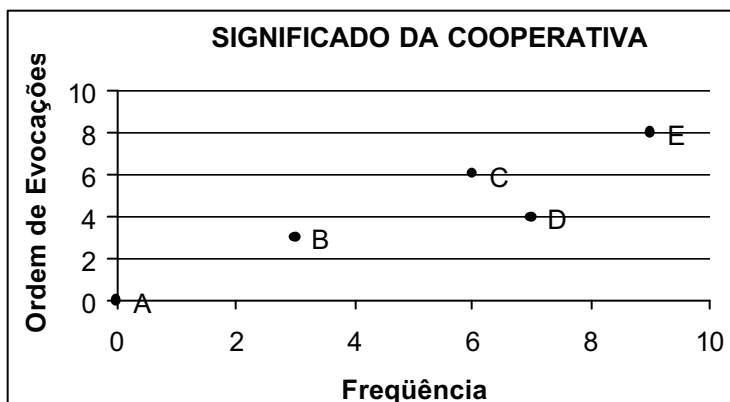 SIGNIFICADO DA COOPERATIVA
Ordem de Evocações
10
8
6
4
2
0
E
C
D
B
A
0 2 4 6 8 10
Freqüência